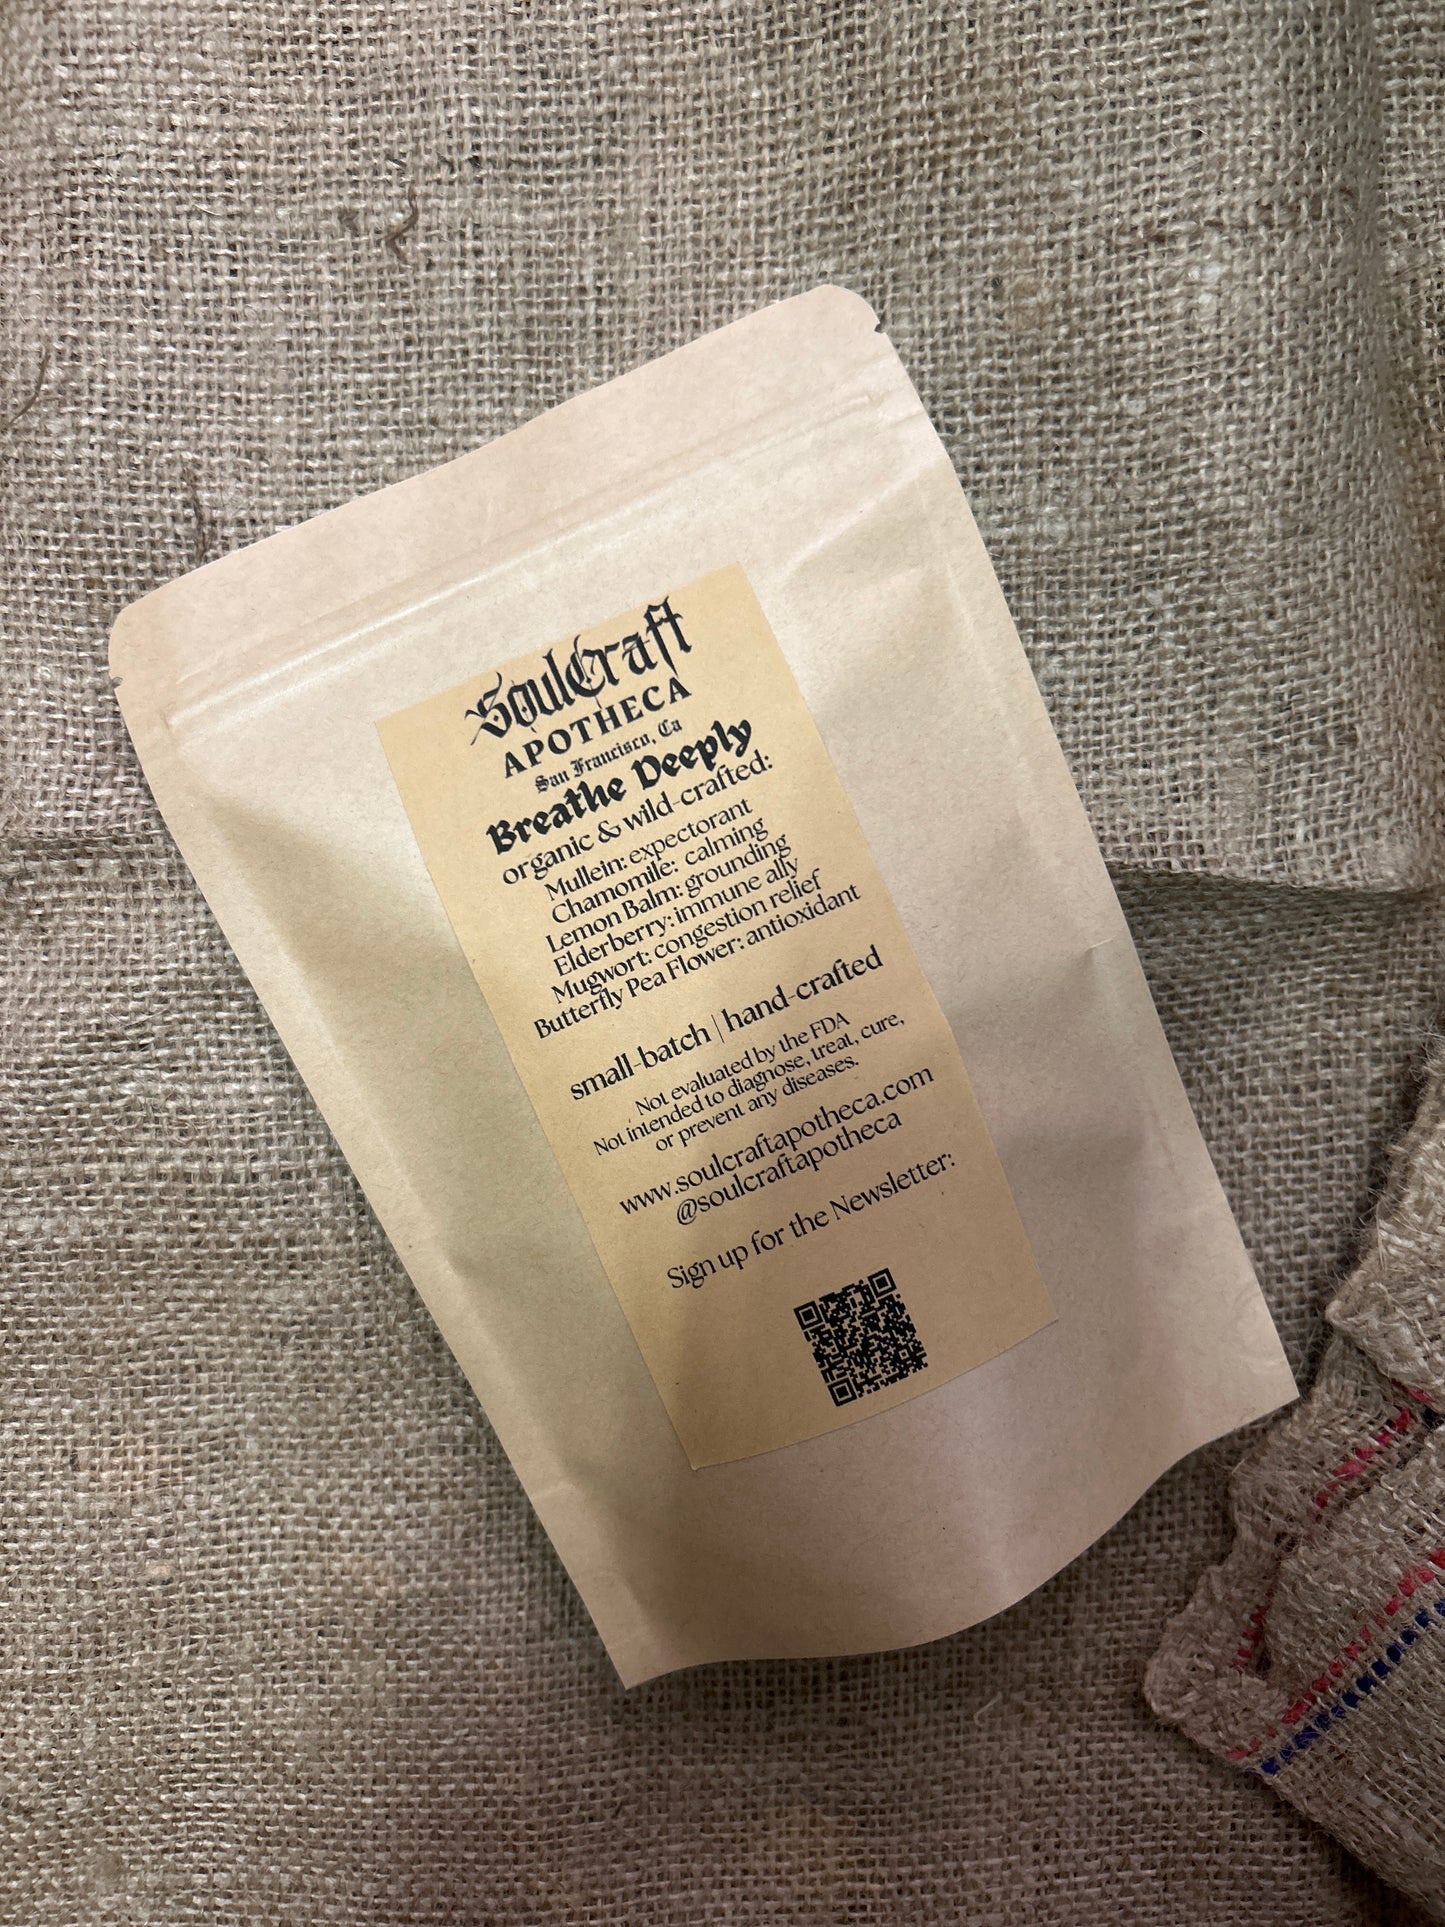 SoulCraft
APOTHECA
San Francisco, Ca
Breathe Deeply
organic & wild-crafted:
Mullein: expectorant
Chamomile: calming
Lemon Balm: grounding
Elderberry: immune ally
Mugwort: congestion relief
Butterfly Pea Flower: antioxidant
small-batch | hand-crafted
Not evaluated by the FDA
Not intended to diagnose, treat, cure,
or prevent any diseases.
www.soulcraftapotheca.com
@soulcraftapotheca
Sign up for the Newsletter: